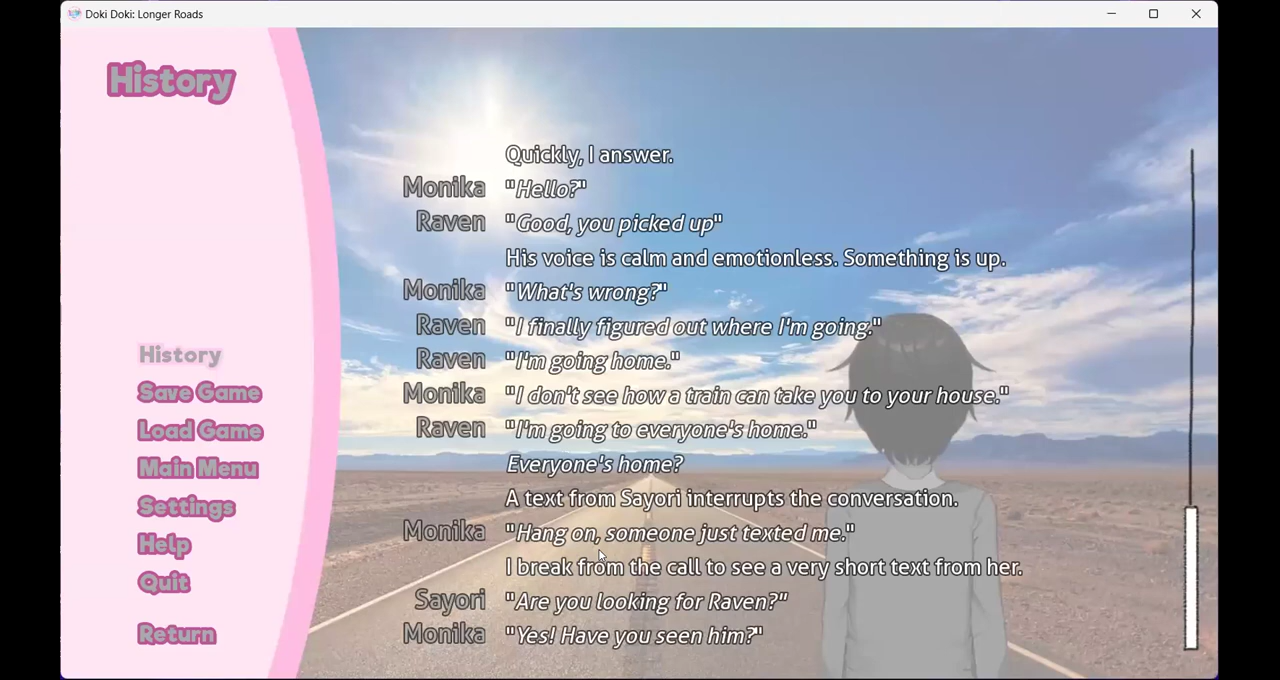 Doki Doki: Longer Roads
History
Quickly, I answer.
Monika "Hello?"
Raven "Good, you picked up"
His voice is calm and emotionless. Something is up.
Monika "What's wrong?"
Raven "I finally figured out where I'm going."
Raven "I'm going home."
Monika "I don't see how a train can take you to your house."
Raven "I'm going to everyone's home."
Everyone's home?
A text from Sayori interrupts the conversation.
Monika "Hang on, someone just texted me."
I break from the call to see a very short text from her.
Sayori "Are you looking for Raven?"
Monika "Yes! Have you seen him?"
History
Save Game
Load Game
Main Menu
Settings
Help
Quit
Return